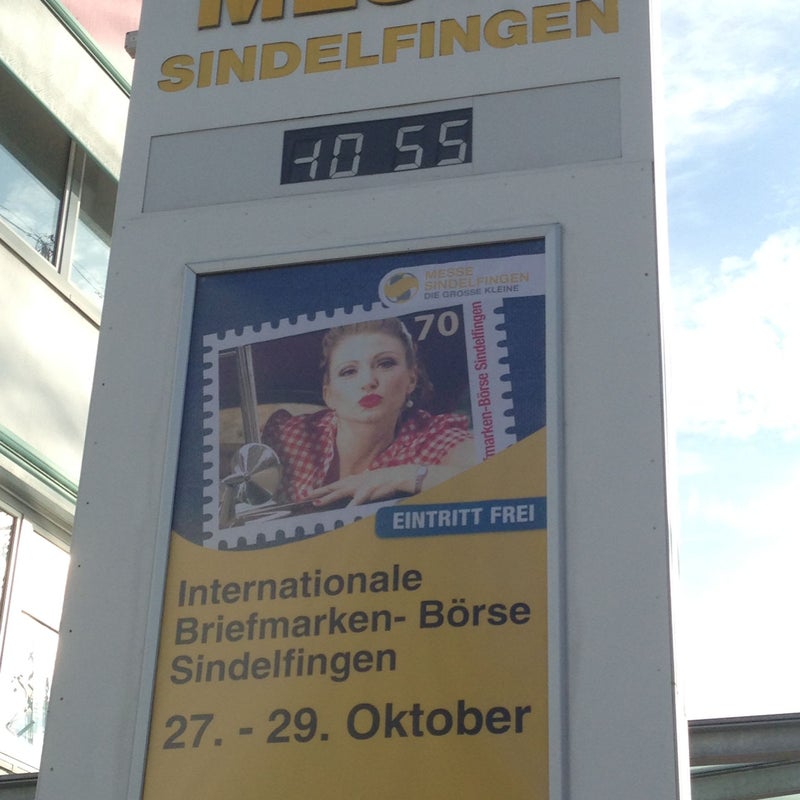 MESSE
SINDELFINGEN
10 55
MESSE
SINDELFINGEN
DIE GROSSE KLEINE
70
marken-Börse Sindelfingen
EINTRITT FREI
Internationale
Briefmarken- Börse
Sindelfingen
27. - 29. Oktober